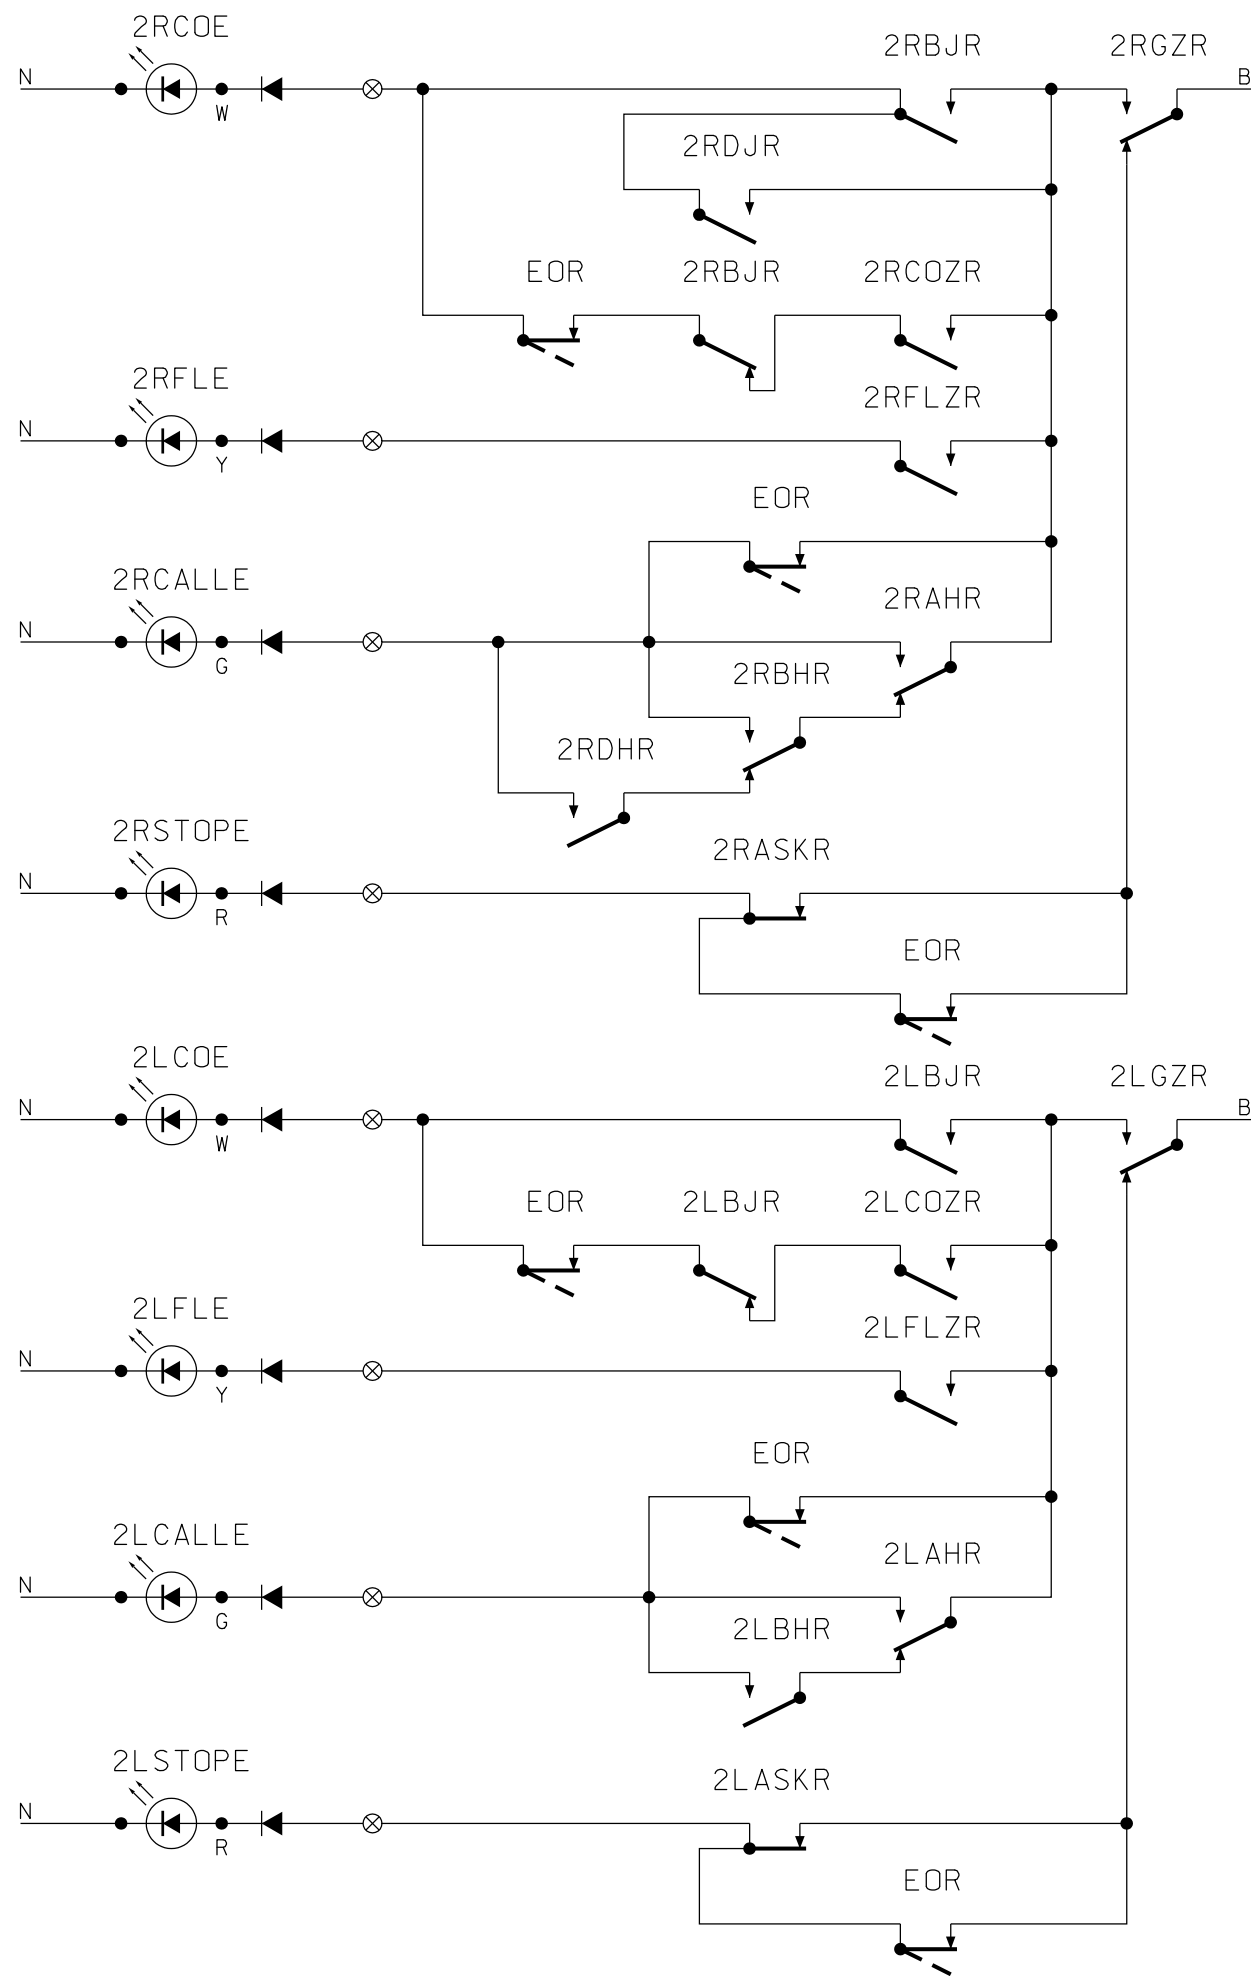 2RCOE
2RBJR 2RGZR
N B
W
2RDJR
EOR 2RBJR 2RCOZR
2RFLE
2RFLZR
N
Y
EOR
2RCALLE
2RAHR
N
G
2RBHR
2RDHR
2RSTOPE
2RASKR
N
R
EOR
2LCOE
2LBJR 2LGZR
N B
W
EOR 2LBJR 2LCOZR
2LFLE
2LFLZR
N
Y
EOR
2LCALLE
2LAHR
N
G
2LBHR
2LSTOPE
2LASKR
N
R
EOR